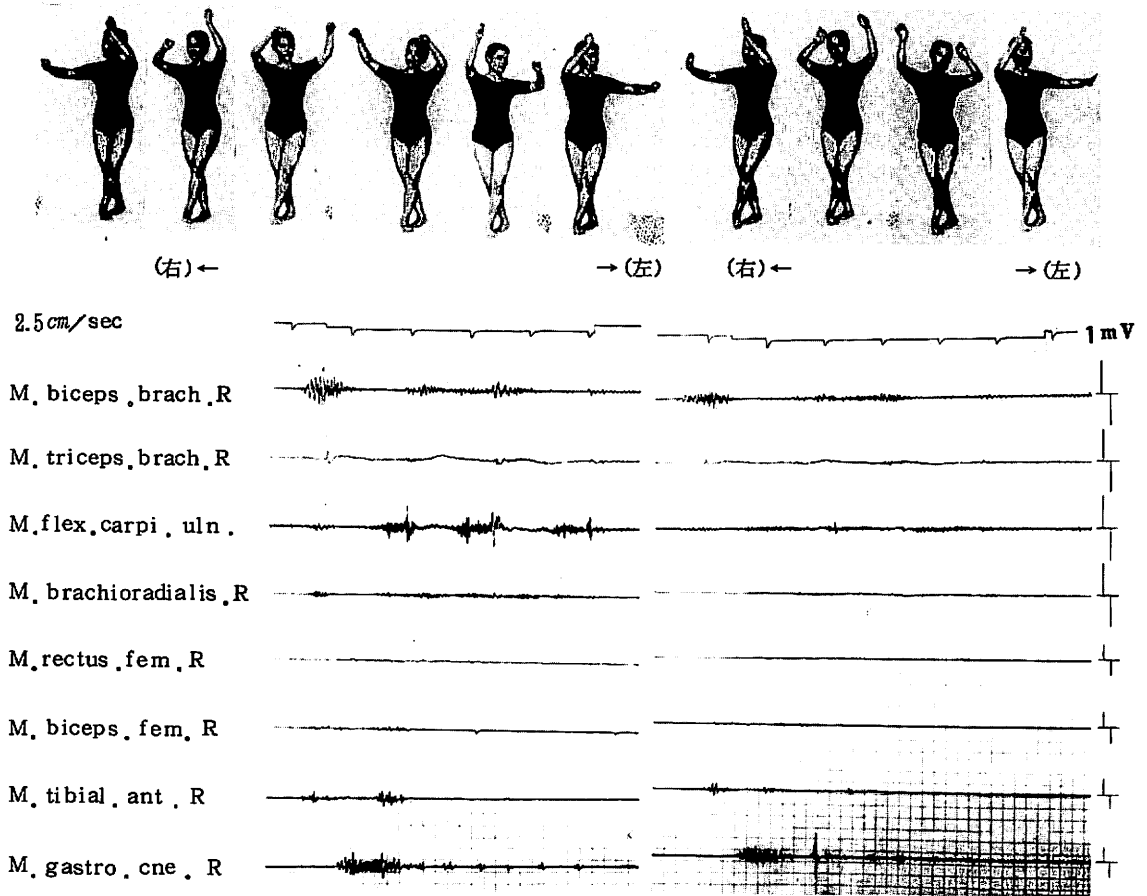 (右)← →(左) (右)← →(左)
2.5cm/sec
1mV
M. biceps.brach.R
M. triceps.brach.R
M.flex.carpi. uln.
M. brachioradialis.R
M.rectus.fem.R
M. biceps. fem. R
M. tibial. ant. R
M. gastro. cne. R